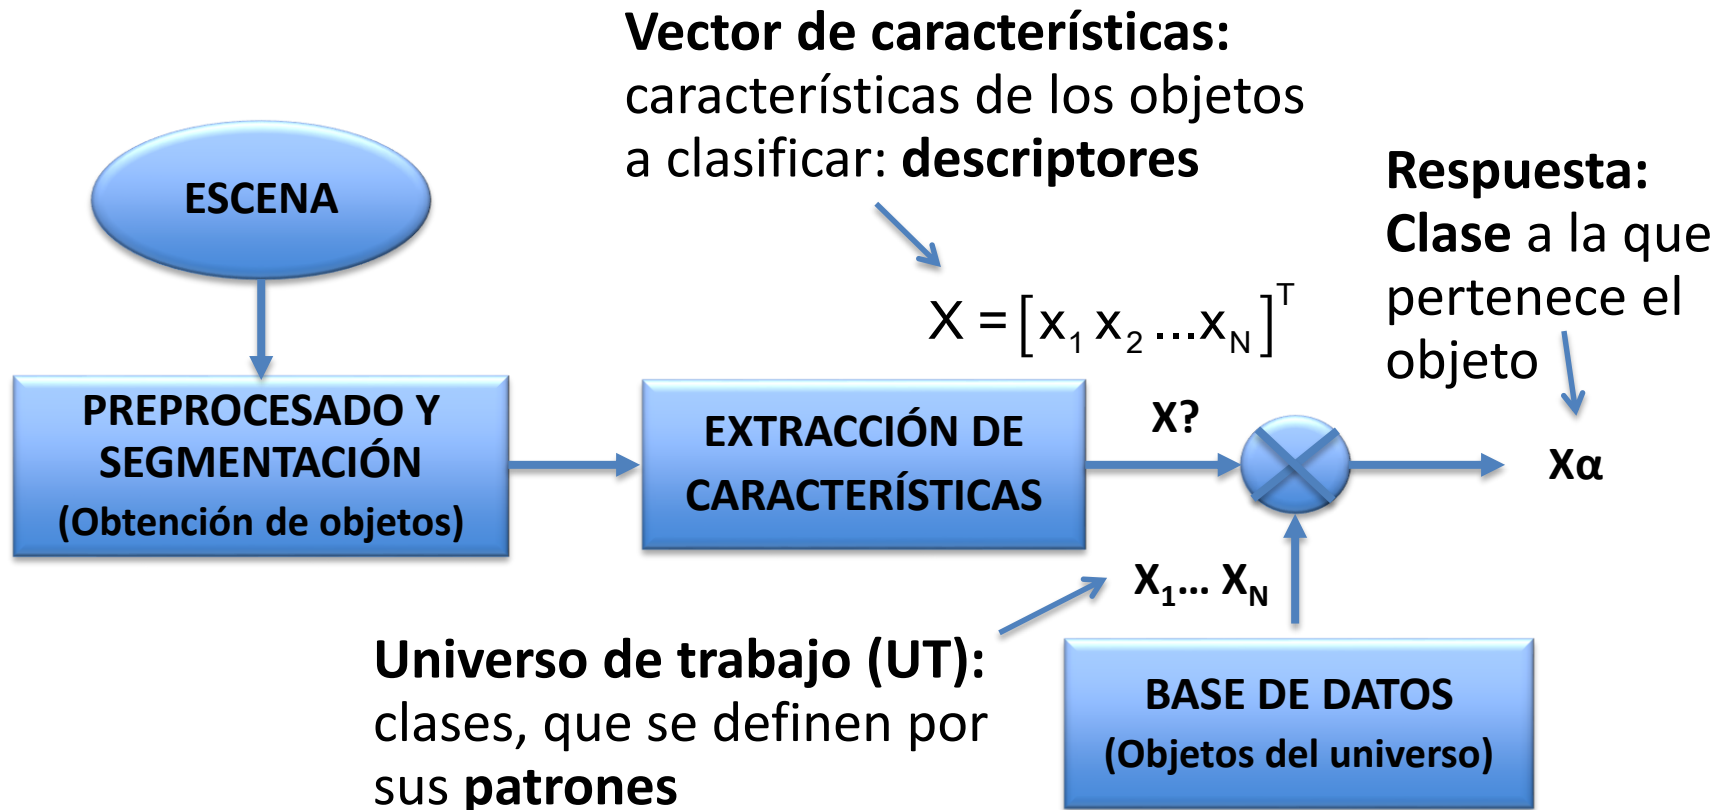 Vector de características:
características de los objetos
a clasificar: descriptores
ESCENA
Respuesta:
Clase a la que
pertenece el
objeto
X = [x₁ x₂ ...x_N]ᵀ
PREPROCESADO Y
SEGMENTACIÓN
(Obtención de objetos)
EXTRACCIÓN DE
CARACTERÍSTICAS
X?
Xα
X₁... X_N
Universo de trabajo (UT):
clases, que se definen por
sus patrones
BASE DE DATOS
(Objetos del universo)